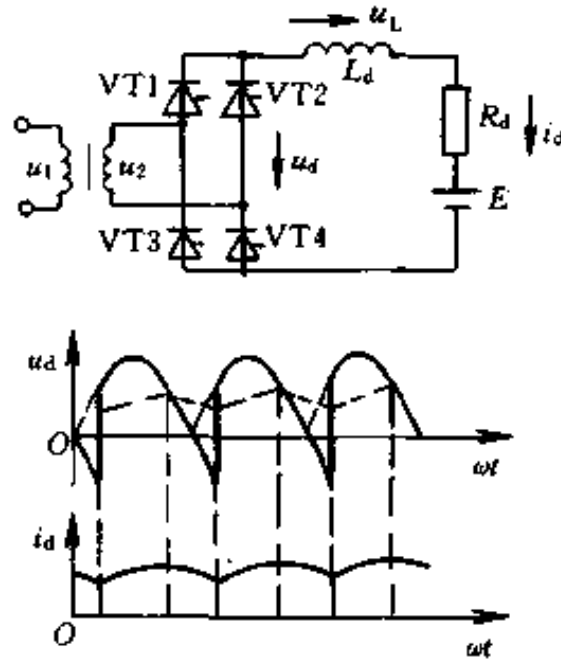 u_L
VT1
VT2
L_d
R_d
i_d
u_1
u_2
u_d
E
VT3
VT4
u_d
O
ωt
i_d
O
ωt